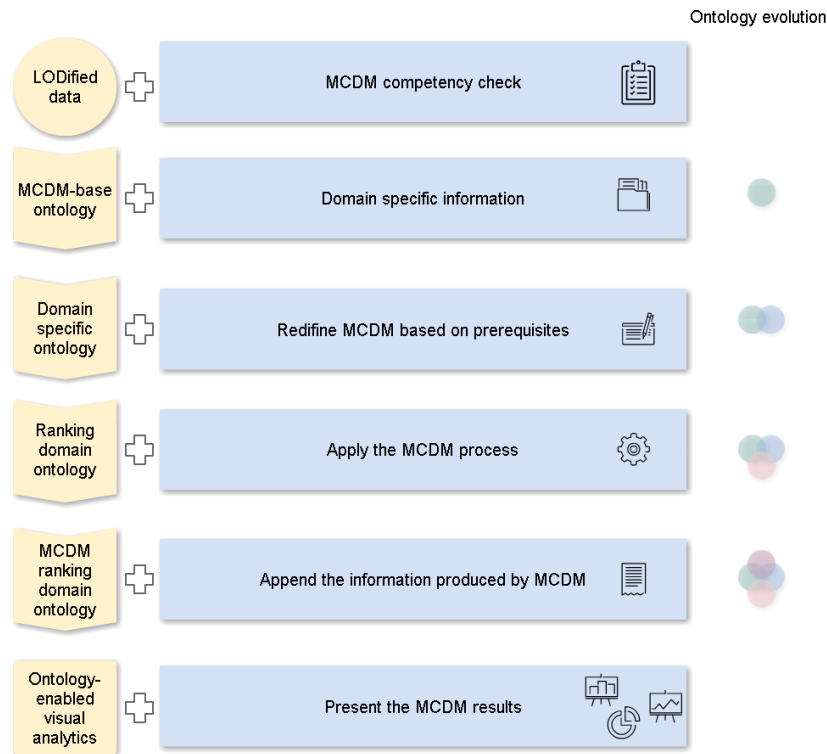 Ontology evolution
LODified
data
MCDM competency check
MCDM-base
ontology
Domain specific information
Domain
specific
ontology
Redifine MCDM based on prerequisites
Ranking
domain
ontology
Apply the MCDM process
MCDM
ranking
domain
ontology
Append the information produced by MCDM
Ontology-
enabled
visual
analytics
Present the MCDM results